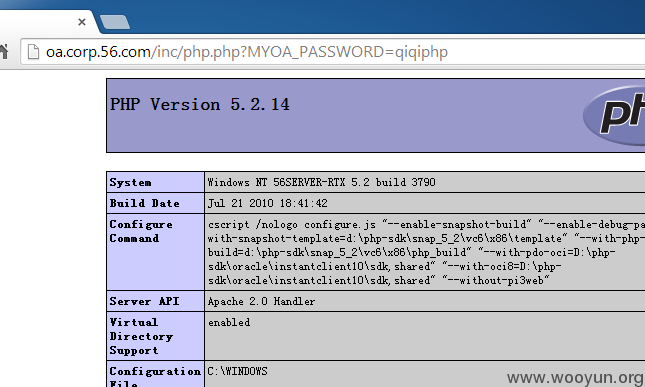 oa.corp.56.com/inc/php.php?MYOA_PASSWORD=qiqiphp
PHP Version 5.2.14
php
System Windows NT 56SERVER-RTX 5.2 build 3790
Build Date Jul 21 2010 18:41:42
Configure cscript /nologo configure.js "--enable-snapshot-build" "--enable-debug-pa
Command with-snapshot-template=d:\php-sdk\snap_5_2\vc6\x86\template" "--with-php-
build=d:\php-sdk\snap_5_2\vc6\x86\php_build" "--with-pdo-oci=D:\php-
sdk\oracle\instantclient10\sdk,shared" "--with-oci8=D:\php-
sdk\oracle\instantclient10\sdk,shared" "--without-pi3web"
Server API Apache 2.0 Handler
Virtual enabled
Directory
Support
Configuration C:\WINDOWS
File
www.wooyun.org